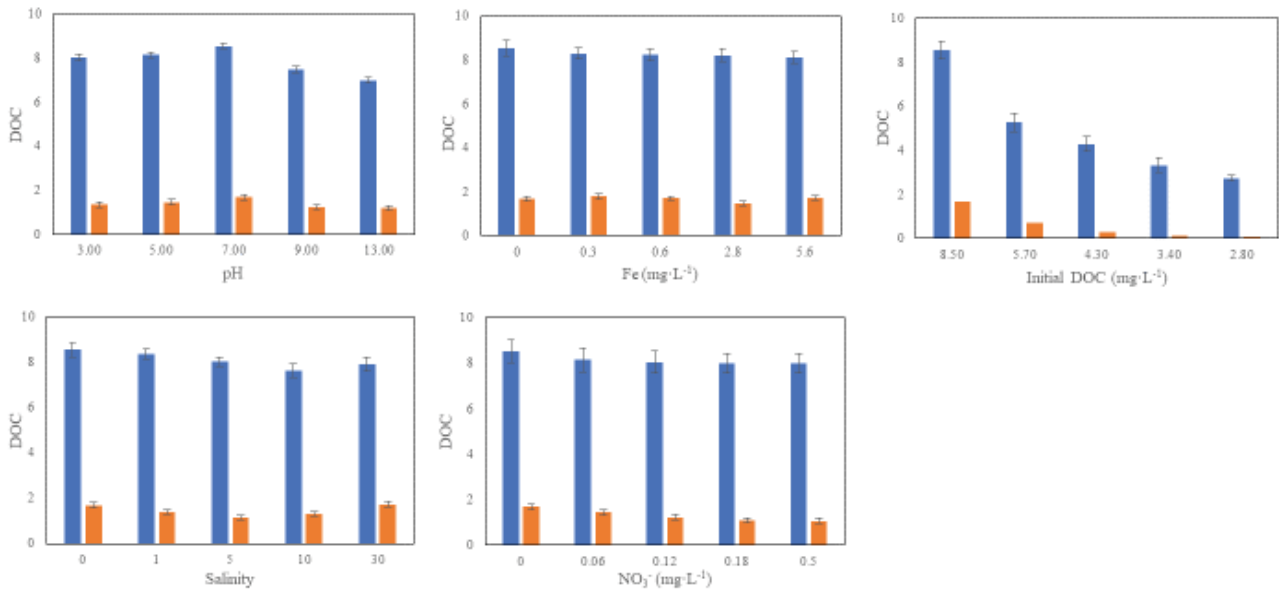 10
8
6
4
2
0
DOC
3.00 5.00 7.00 9.00 13.00
pH
10
8
6
4
2
0
DOC
0 0.3 0.6 2.8 5.6
Fe (mg·L⁻¹)
10
8
6
4
2
0
DOC
8.50 5.70 4.30 3.40 2.80
Initial DOC (mg·L⁻¹)
10
8
6
4
2
0
DOC
0 1 5 10 30
Salinity
10
8
6
4
2
0
DOC
0 0.06 0.12 0.18 0.5
NO₃⁻ (mg·L⁻¹)